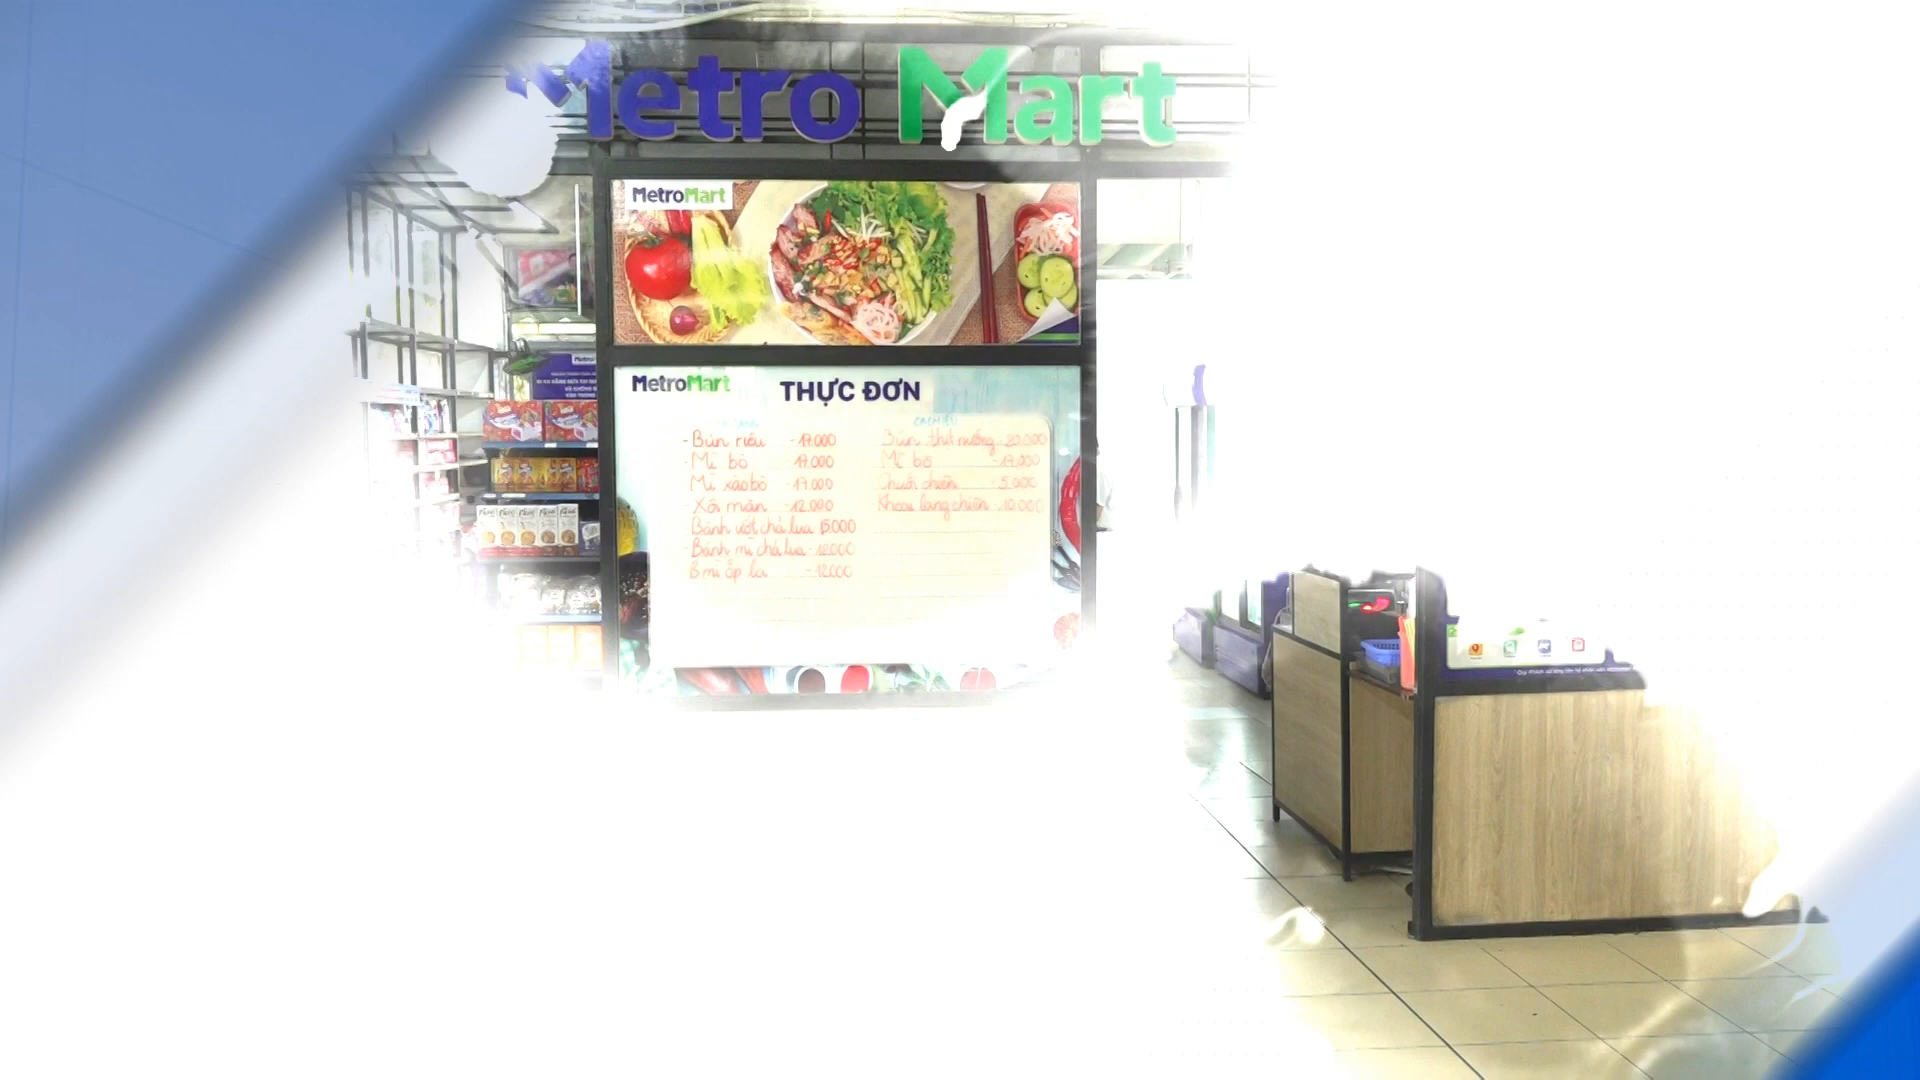 Metro Mart
MetroMart
MetroMart
THỰC ĐƠN
- Bún riêu - 17.000
- Mì bò - 17.000
- Mì xào bò - 17.000
- Xôi mặn - 12.000
- Bánh ướt chả lụa 15.000
- Bánh mì chả lụa - 12.000
- B mì ốp la - 12.000
CA CHIỀU
- Bún thịt nướng - 20.000
- Mì bò - 17.000
- Chuối chiên - 5.000
- Khoai lang chiên - 10.000